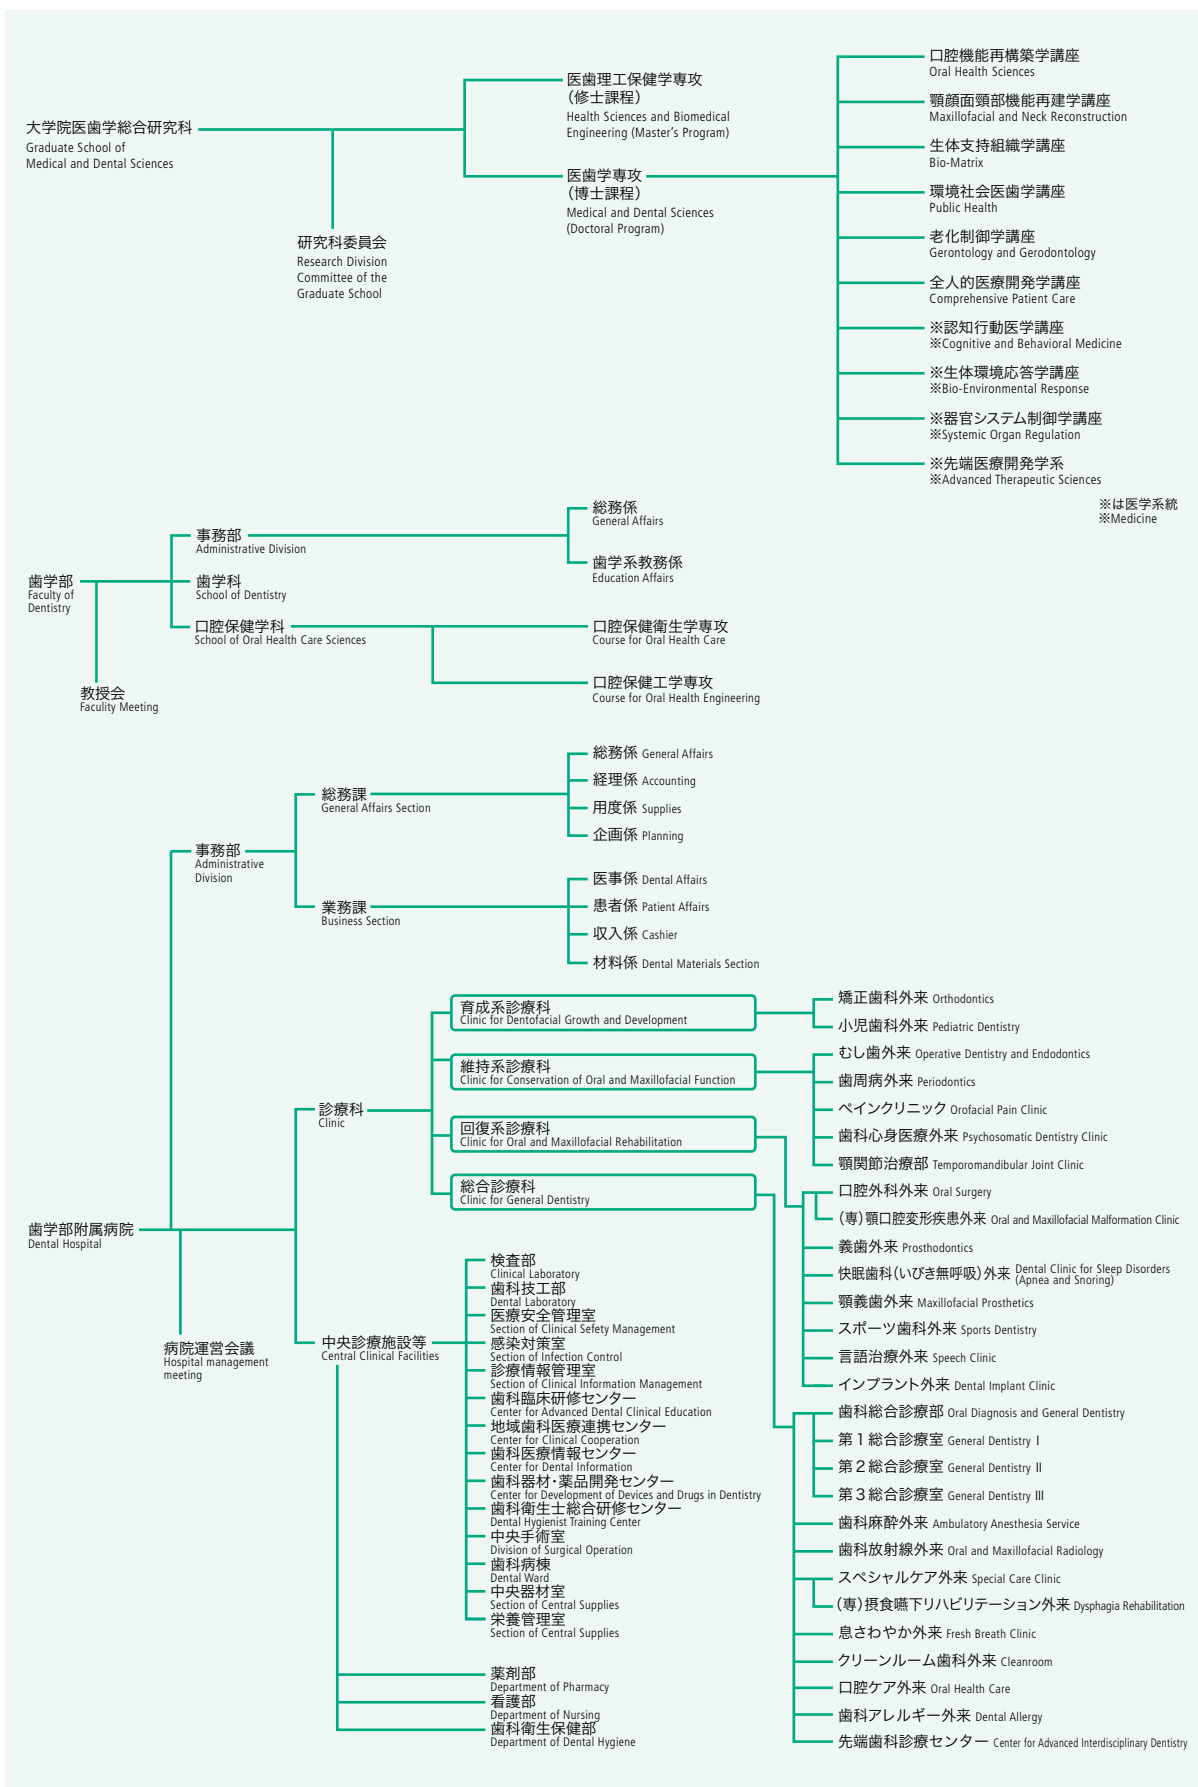 大学院医歯学総合研究科
Graduate School of
Medical and Dental Sciences
研究科委員会
Research Division
Committee of the
Graduate School
医歯理工保健学専攻
（修士課程）
Health Sciences and Biomedical
Engineering (Master's Program)
医歯学専攻
（博士課程）
Medical and Dental Sciences
(Doctoral Program)
口腔機能再構築学講座
Oral Health Sciences
顎顔面頸部機能再建学講座
Maxillofacial and Neck Reconstruction
生体支持組織学講座
Bio-Matrix
環境社会医歯学講座
Public Health
老化制御学講座
Gerontology and Gerodontology
全人的医療開発学講座
Comprehensive Patient Care
※認知行動医学講座
※Cognitive and Behavioral Medicine
※生体環境応答学講座
※Bio-Environmental Response
※器官システム制御学講座
※Systemic Organ Regulation
※先端医療開発学系
※Advanced Therapeutic Sciences
※は医学系統
※Medicine
歯学部
Faculty of
Dentistry
教授会
Faculity Meeting
事務部
Administrative Division
総務係
General Affairs
歯学系教務係
Education Affairs
歯学科
School of Dentistry
口腔保健学科
School of Oral Health Care Sciences
口腔保健衛生学専攻
Course for Oral Health Care
口腔保健工学専攻
Course for Oral Health Engineering
歯学部附属病院
Dental Hospital
病院運営会議
Hospital management
meeting
事務部
Administrative
Division
総務課
General Affairs Section
総務係 General Affairs
経理係 Accounting
用度係 Supplies
企画係 Planning
業務課
Business Section
医事係 Dental Affairs
患者係 Patient Affairs
収入係 Cashier
材料係 Dental Materials Section
診療科
Clinic
育成系診療科
Clinic for Dentofacial Growth and Development
矯正歯科外来 Orthodontics
小児歯科外来 Pediatric Dentistry
維持系診療科
Clinic for Conservation of Oral and Maxillofacial Function
むし歯外来 Operative Dentistry and Endodontics
歯周病外来 Periodontics
ペインクリニック Orofacial Pain Clinic
歯科心身医療外来 Psychosomatic Dentistry Clinic
顎関節治療部 Temporomandibular Joint Clinic
回復系診療科
Clinic for Oral and Maxillofacial Rehabilitation
口腔外科外来 Oral Surgery
（専）顎口腔変形疾患外来 Oral and Maxillofacial Malformation Clinic
義歯外来 Prosthodontics
快眠歯科（いびき無呼吸）外来 Dental Clinic for Sleep Disorders
(Apnea and Snoring)
顎義歯外来 Maxillofacial Prosthetics
スポーツ歯科外来 Sports Dentistry
言語治療外来 Speech Clinic
インプラント外来 Dental Implant Clinic
総合診療科
Clinic for General Dentistry
歯科総合診療部 Oral Diagnosis and General Dentistry
第１総合診療室 General Dentistry Ⅰ
第２総合診療室 General Dentistry Ⅱ
第３総合診療室 General Dentistry Ⅲ
歯科麻酔外来 Ambulatory Anesthesia Service
歯科放射線外来 Oral and Maxillofacial Radiology
スペシャルケア外来 Special Care Clinic
（専）摂食嚥下リハビリテーション外来 Dysphagia Rehabilitation
息さわやか外来 Fresh Breath Clinic
クリーンルーム歯科外来 Cleanroom
口腔ケア外来 Oral Health Care
歯科アレルギー外来 Dental Allergy
先端歯科診療センター Center for Advanced Interdisciplinary Dentistry
中央診療施設等
Central Clinical Facilities
検査部
Clinical Laboratory
歯科技工部
Dental Laboratory
医療安全管理室
Section of Clinical Safety Management
感染対策室
Section of Infection Control
診療情報管理室
Section of Clinical Information Management
歯科臨床研修センター
Center for Advanced Dental Clinical Education
地域歯科医療連携センター
Center for Clinical Cooperation
歯科医療情報センター
Center for Dental Information
歯科器材・薬品開発センター
Center for Development of Devices and Drugs in Dentistry
歯科衛生士総合研修センター
Dental Hygienist Training Center
中央手術室
Division of Surgical Operation
歯科病棟
Dental Ward
中央器材室
Section of Central Supplies
栄養管理室
Section of Central Supplies
薬剤部
Department of Pharmacy
看護部
Department of Nursing
歯科衛生保健部
Department of Dental Hygiene